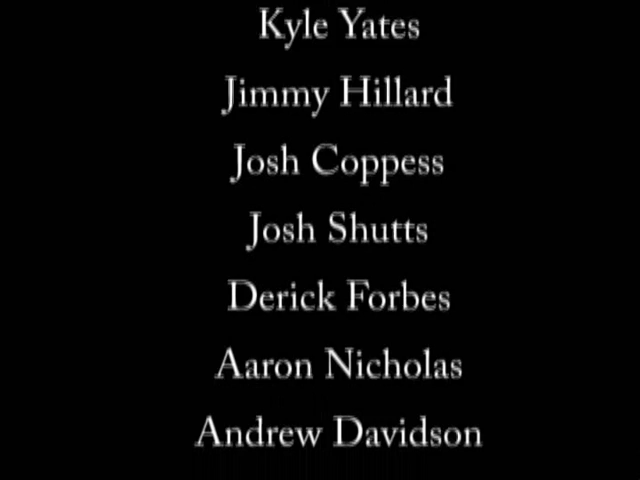 Kyle Yates
Jimmy Hillard
Josh Coppess
Josh Shutts
Derick Forbes
Aaron Nicholas
Andrew Davidson